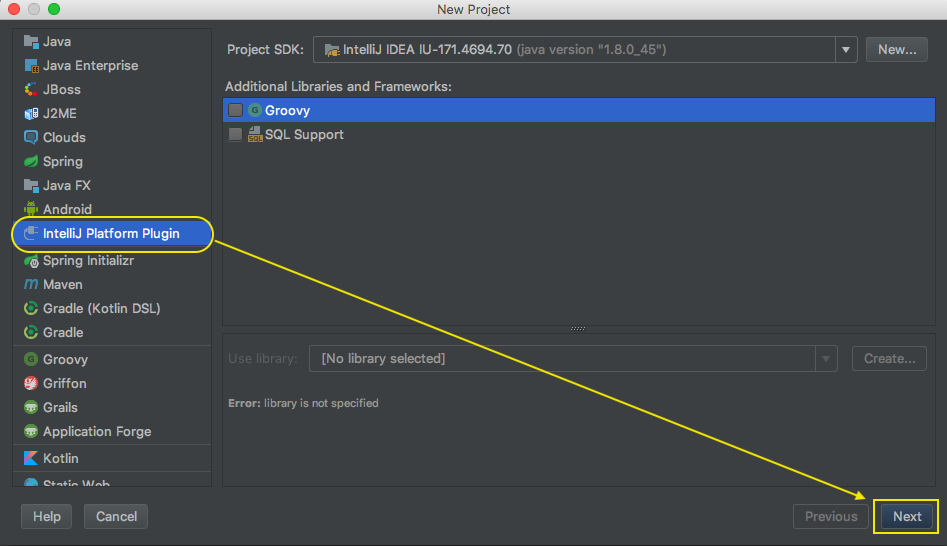 New Project
Java
Java Enterprise
JBoss
J2ME
Clouds
Spring
Java FX
Android
IntelliJ Platform Plugin
Spring Initializr
Maven
Gradle (Kotlin DSL)
Gradle
Groovy
Griffon
Grails
Application Forge
Kotlin
Static Web
Project SDK: IntelliJ IDEA IU-171.4694.70 (java version "1.8.0_45") New...
Additional Libraries and Frameworks:
Groovy
SQL Support
Use library: [No library selected] Create...
Error: library is not specified
Help Cancel Previous Next